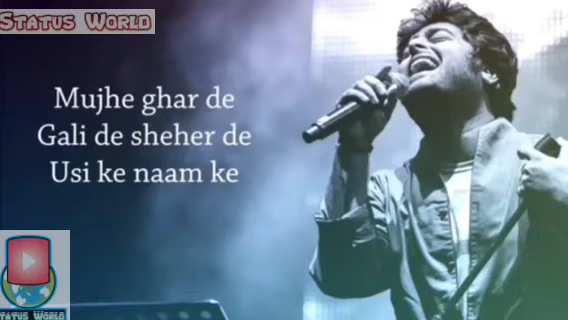 STATUS WORLD
Mujhe ghar de
Gali de sheher de
Usi ke naam ke
STATUS WORLD